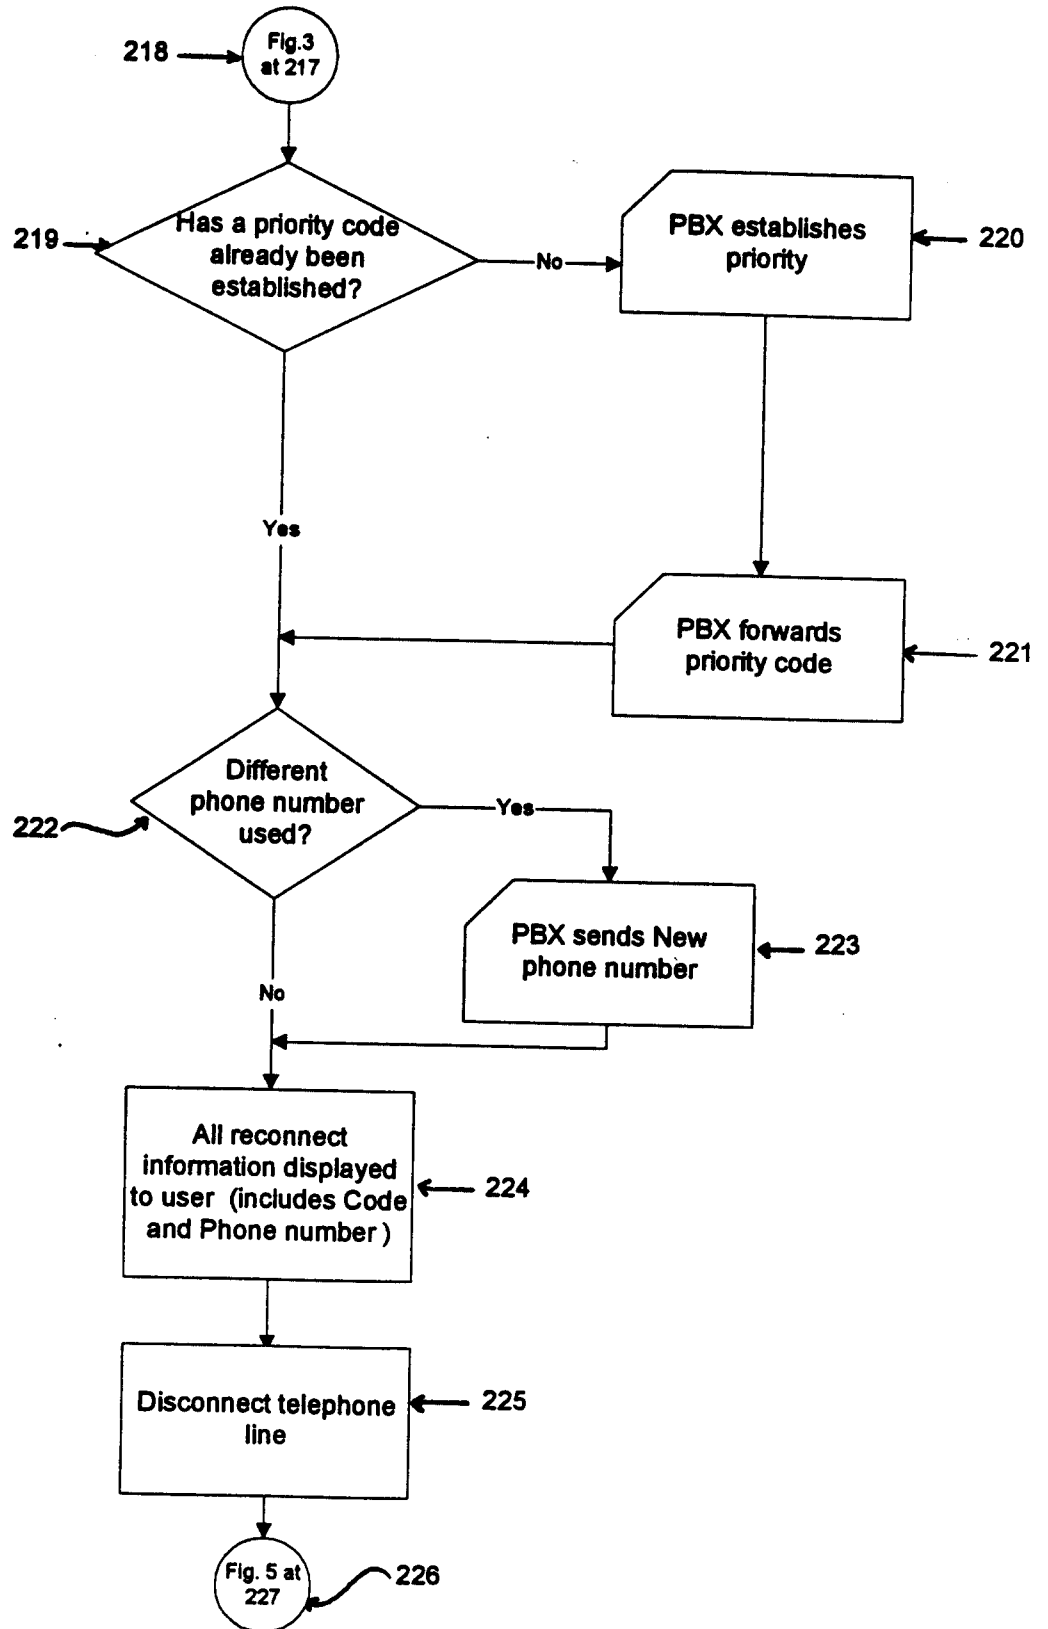 218
Fig.3
at 217
219
Has a priority code
already been
established?
No
PBX establishes
priority
220
Yes
PBX forwards
priority code
221
Different
phone number
used?
222
Yes
PBX sends New
phone number
223
No
All reconnect
information displayed
to user (includes Code
and Phone number )
224
Disconnect telephone
line
225
Fig. 5 at
227
226